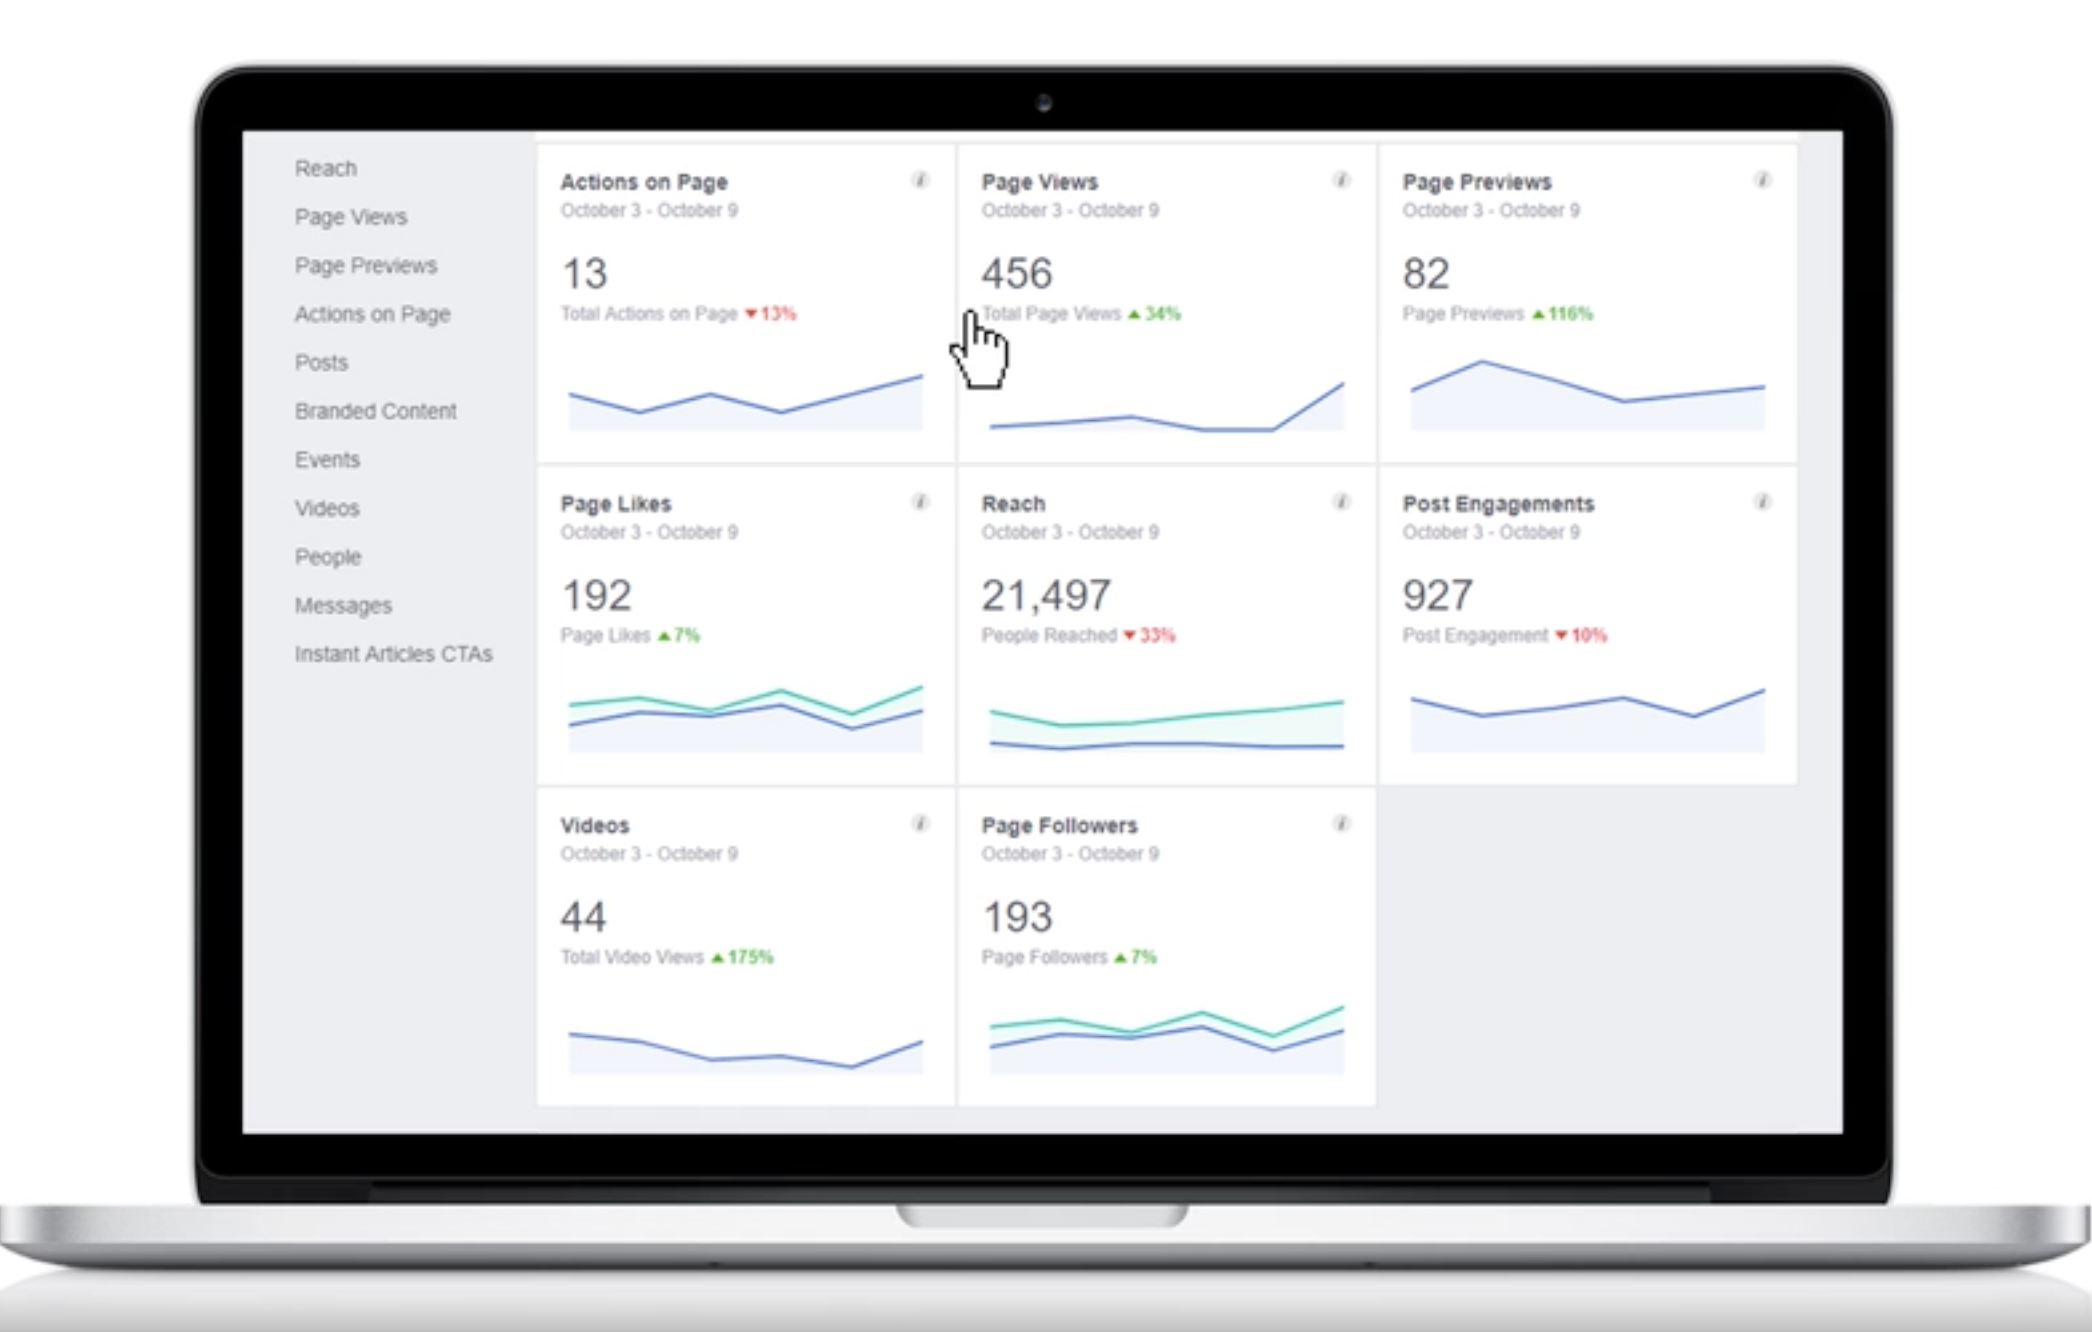 Reach
Page Views
Page Previews
Actions on Page
Posts
Branded Content
Events
Videos
People
Messages
Instant Articles CTAs
Actions on Page
October 3 - October 9
13
Total Actions on Page ▼13%
Page Views
October 3 - October 9
456
Total Page Views ▲34%
Page Previews
October 3 - October 9
82
Page Previews ▲116%
Page Likes
October 3 - October 9
192
Page Likes ▲7%
Reach
October 3 - October 9
21,497
People Reached ▼33%
Post Engagements
October 3 - October 9
927
Post Engagement ▼10%
Videos
October 3 - October 9
44
Total Video Views ▲175%
Page Followers
October 3 - October 9
193
Page Followers ▲7%